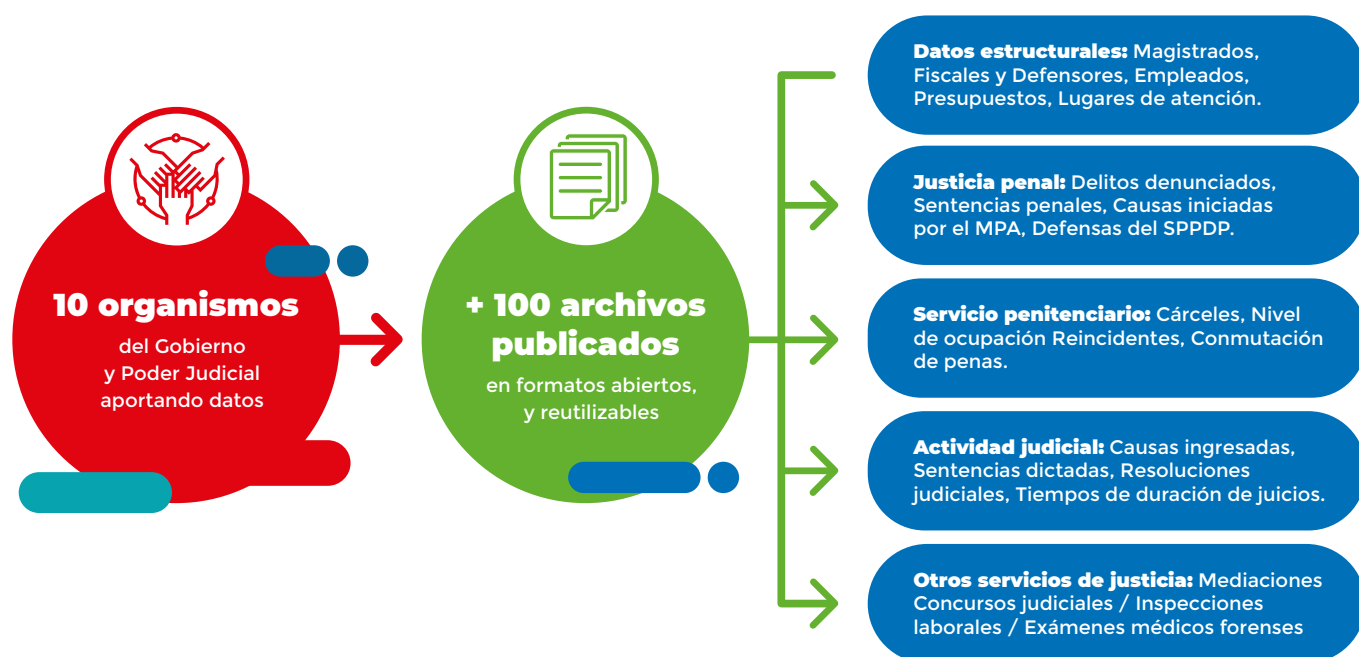 10 organismos
del Gobierno
y Poder Judicial
aportando datos
+ 100 archivos
publicados
en formatos abiertos,
y reutilizables
Datos estructurales: Magistrados,
Fiscales y Defensores, Empleados,
Presupuestos, Lugares de atención.
Justicia penal: Delitos denunciados,
Sentencias penales, Causas iniciadas
por el MPA, Defensas del SPPDP.
Servicio penitenciario: Cárceles, Nivel
de ocupación Reincidentes, Conmutación
de penas.
Actividad judicial: Causas ingresadas,
Sentencias dictadas, Resoluciones
judiciales, Tiempos de duración de juicios.
Otros servicios de justicia: Mediaciones
Concursos judiciales / Inspecciones
laborales / Exámenes médicos forenses